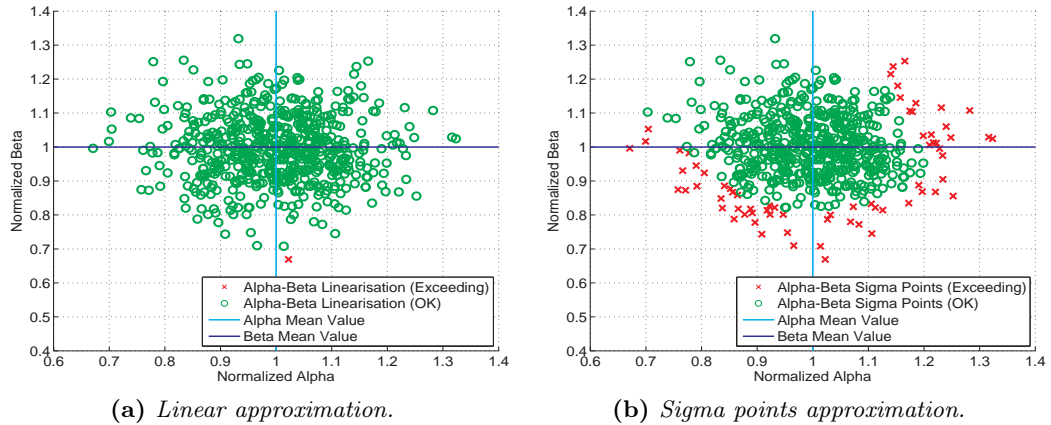 1.4
1.3
1.2
1.1
1
0.9
0.8
0.7
0.6
0.5
0.4
0.6 0.7 0.8 0.9 1 1.1 1.2 1.3 1.4
Normalized Beta
Normalized Alpha
Alpha-Beta Linearisation (Exceeding)
Alpha-Beta Linearisation (OK)
Alpha Mean Value
Beta Mean Value
(a) Linear approximation.
1.4
1.3
1.2
1.1
1
0.9
0.8
0.7
0.6
0.5
0.4
0.6 0.7 0.8 0.9 1 1.1 1.2 1.3 1.4
Normalized Beta
Normalized Alpha
Alpha-Beta Sigma Points (Exceeding)
Alpha-Beta Sigma Points (OK)
Alpha Mean Value
Beta Mean Value
(b) Sigma points approximation.